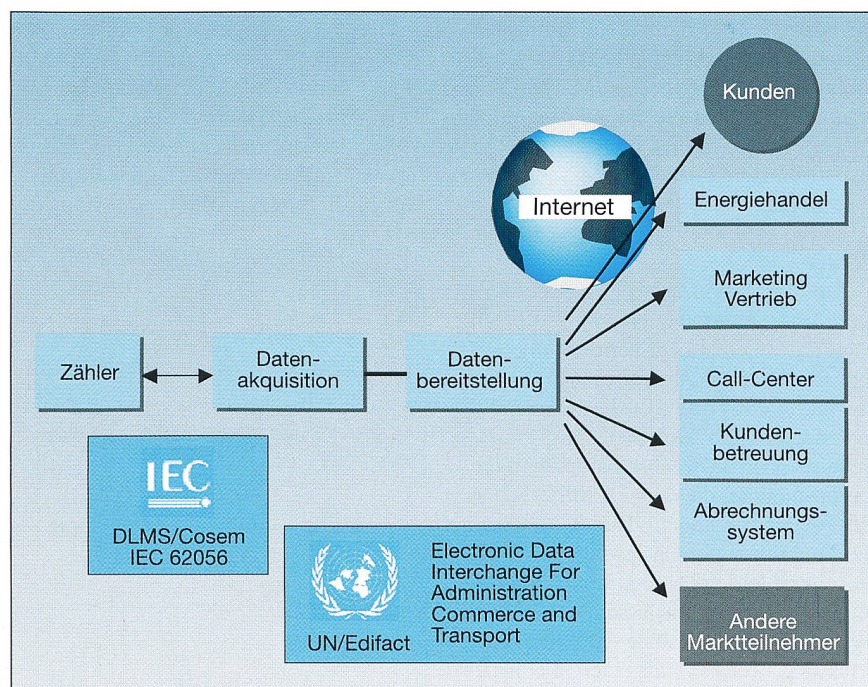 Kunden
Internet
Energiehandel
Marketing
Vertrieb
Zähler
Daten-
akquisition
Daten-
bereitstellung
Call-Center
Kunden-
betreuung
IEC
DLMS/Cosem
IEC 62056
Abrechnungs-
system
UN/Edifact
Electronic Data
Interchange For
Administration
Commerce and
Transport
Andere
Marktteilnehmer